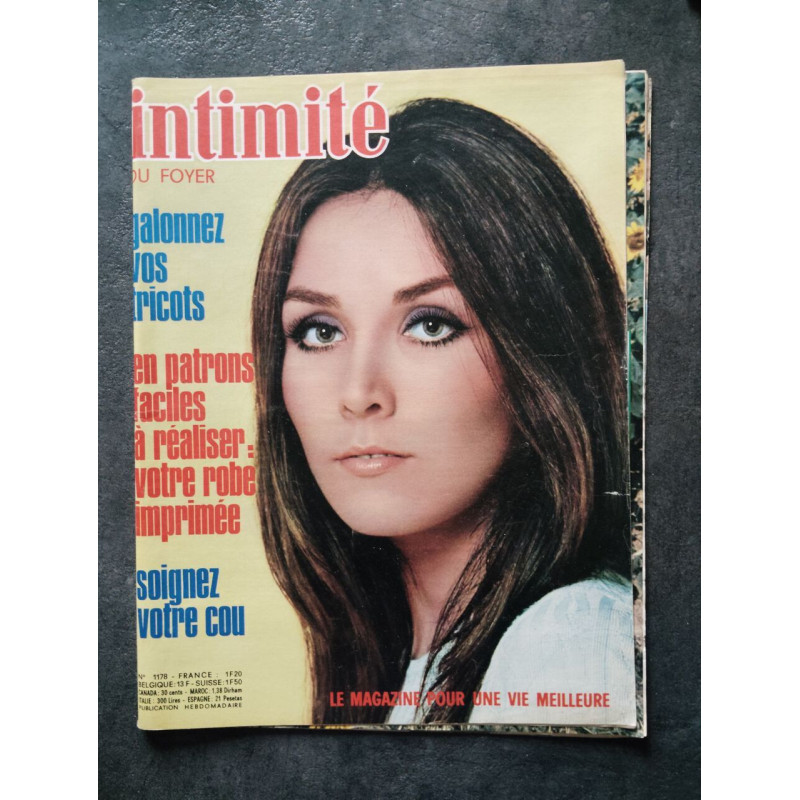 intimité
DU FOYER
galonnez
vos
tricots
en patrons
faciles
à réaliser:
votre robe
imprimée
soignez
votre cou
N° 1178 - FRANCE : 1F20
BELGIQUE: 13 F - SUISSE: 1F50
CANADA : 30 cents - MAROC : 1,38 Dirham
ITALIE : 300 Lires - ESPAGNE : 21 Pesetas
PUBLICATION HEBDOMADAIRE
LE MAGAZINE POUR UNE VIE MEILLEURE